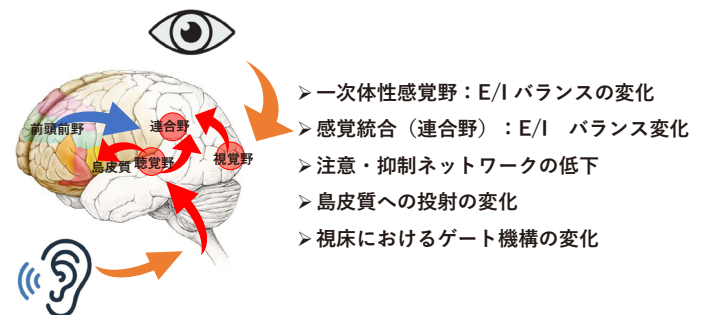 前頭前野
連合野
島皮質
聴覚野
視覚野
➢一次体性感覚野:E/I バランスの変化
➢感覚統合(連合野):E/I バランス変化
➢注意・抑制ネットワークの低下
➢島皮質への投射の変化
➢視床におけるゲート機構の変化